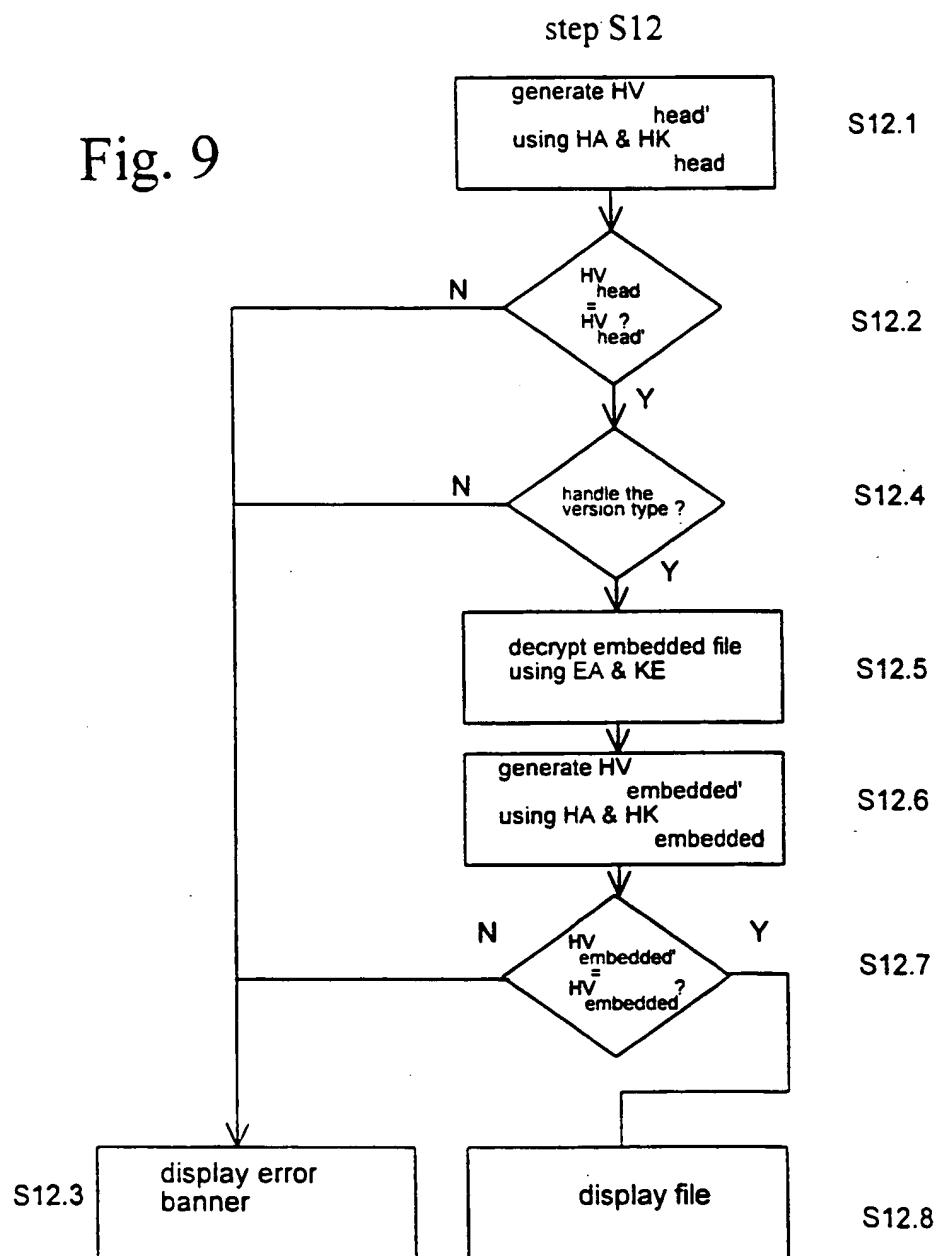 step S12
Fig. 9
generate HV
head'
using HA & HK
head
S12.1
HV
head
=
HV ?
head'
N
S12.2
Y
handle the
version type ?
N
S12.4
Y
decrypt embedded file
using EA & KE
S12.5
generate HV
embedded'
using HA & HK
embedded
S12.6
N
HV
embedded'
=
HV ?
embedded
Y
S12.7
S12.3
display error
banner
display file
S12.8